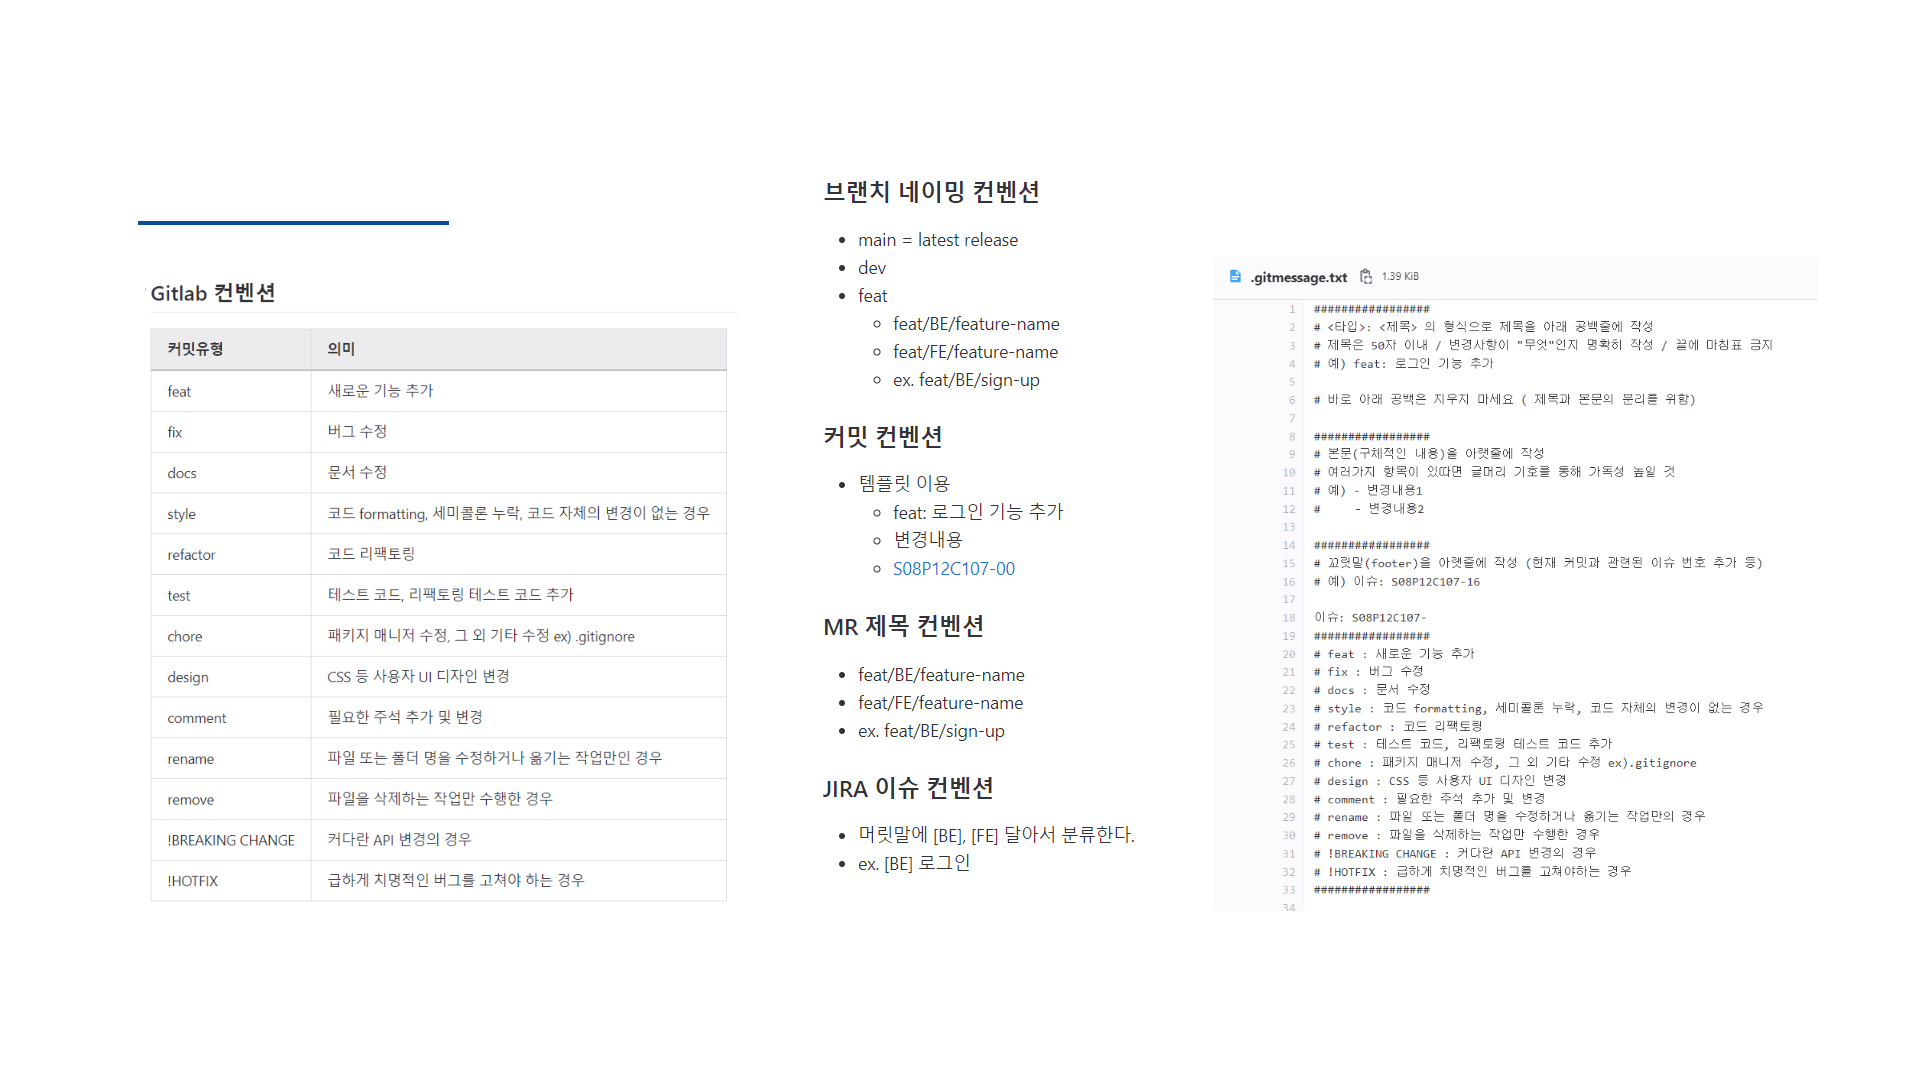 Gitlab 컨벤션
커밋유형 의미
feat 새로운 기능 추가
fix 버그 수정
docs 문서 수정
style 코드 formatting, 세미콜론 누락, 코드 자체의 변경이 없는 경우
refactor 코드 리팩토링
test 테스트 코드, 리팩토링 테스트 코드 추가
chore 패키지 매니저 수정, 그 외 기타 수정 ex) .gitignore
design CSS 등 사용자 UI 디자인 변경
comment 필요한 주석 추가 및 변경
rename 파일 또는 폴더 명을 수정하거나 옮기는 작업만인 경우
remove 파일을 삭제하는 작업만 수행한 경우
!BREAKING CHANGE 커다란 API 변경의 경우
!HOTFIX 급하게 치명적인 버그를 고쳐야 하는 경우
브랜치 네이밍 컨벤션
main = latest release
dev
feat
feat/BE/feature-name
feat/FE/feature-name
ex. feat/BE/sign-up
커밋 컨벤션
템플릿 이용
feat: 로그인 기능 추가
변경내용
S08P12C107-00
MR 제목 컨벤션
feat/BE/feature-name
feat/FE/feature-name
ex. feat/BE/sign-up
JIRA 이슈 컨벤션
머릿말에 [BE], [FE] 달아서 분류한다.
ex. [BE] 로그인
.gitmessage.txt 1.39 KiB
1 #################
2 # <타입>: <제목> 의 형식으로 제목을 아래 공백줄에 작성
3 # 제목은 50자 이내 / 변경사항이 "무엇"인지 명확히 작성 / 끝에 마침표 금지
4 # 예) feat: 로그인 기능 추가
5
6 # 바로 아래 공백은 지우지 마세요 ( 제목과 본문의 분리를 위함)
7
8 #################
9 # 본문(구체적인 내용)을 아랫줄에 작성
10 # 여러가지 항목이 있따면 글머리 기호를 통해 가독성 높일 것
11 # 예) - 변경내용1
12 # - 변경내용2
13
14 #################
15 # 꼬릿말(footer)을 아랫줄에 작성 (현재 커밋과 관련된 이슈 번호 추가 등)
16 # 예) 이슈: S08P12C107-16
17
18 이슈: S08P12C107-
19 #################
20 # feat : 새로운 기능 추가
21 # fix : 버그 수정
22 # docs : 문서 수정
23 # style : 코드 formatting, 세미콜론 누락, 코드 자체의 변경이 없는 경우
24 # refactor : 코드 리팩토링
25 # test : 테스트 코드, 리팩토링 테스트 코드 추가
26 # chore : 패키지 매니저 수정, 그 외 기타 수정 ex).gitignore
27 # design : CSS 등 사용자 UI 디자인 변경
28 # comment : 필요한 주석 추가 및 변경
29 # rename : 파일 또는 폴더 명을 수정하거나 옮기는 작업만의 경우
30 # remove : 파일을 삭제하는 작업만 수행한 경우
31 # !BREAKING CHANGE : 커다란 API 변경의 경우
32 # !HOTFIX : 급하게 치명적인 버그를 고쳐야하는 경우
33 #################
34